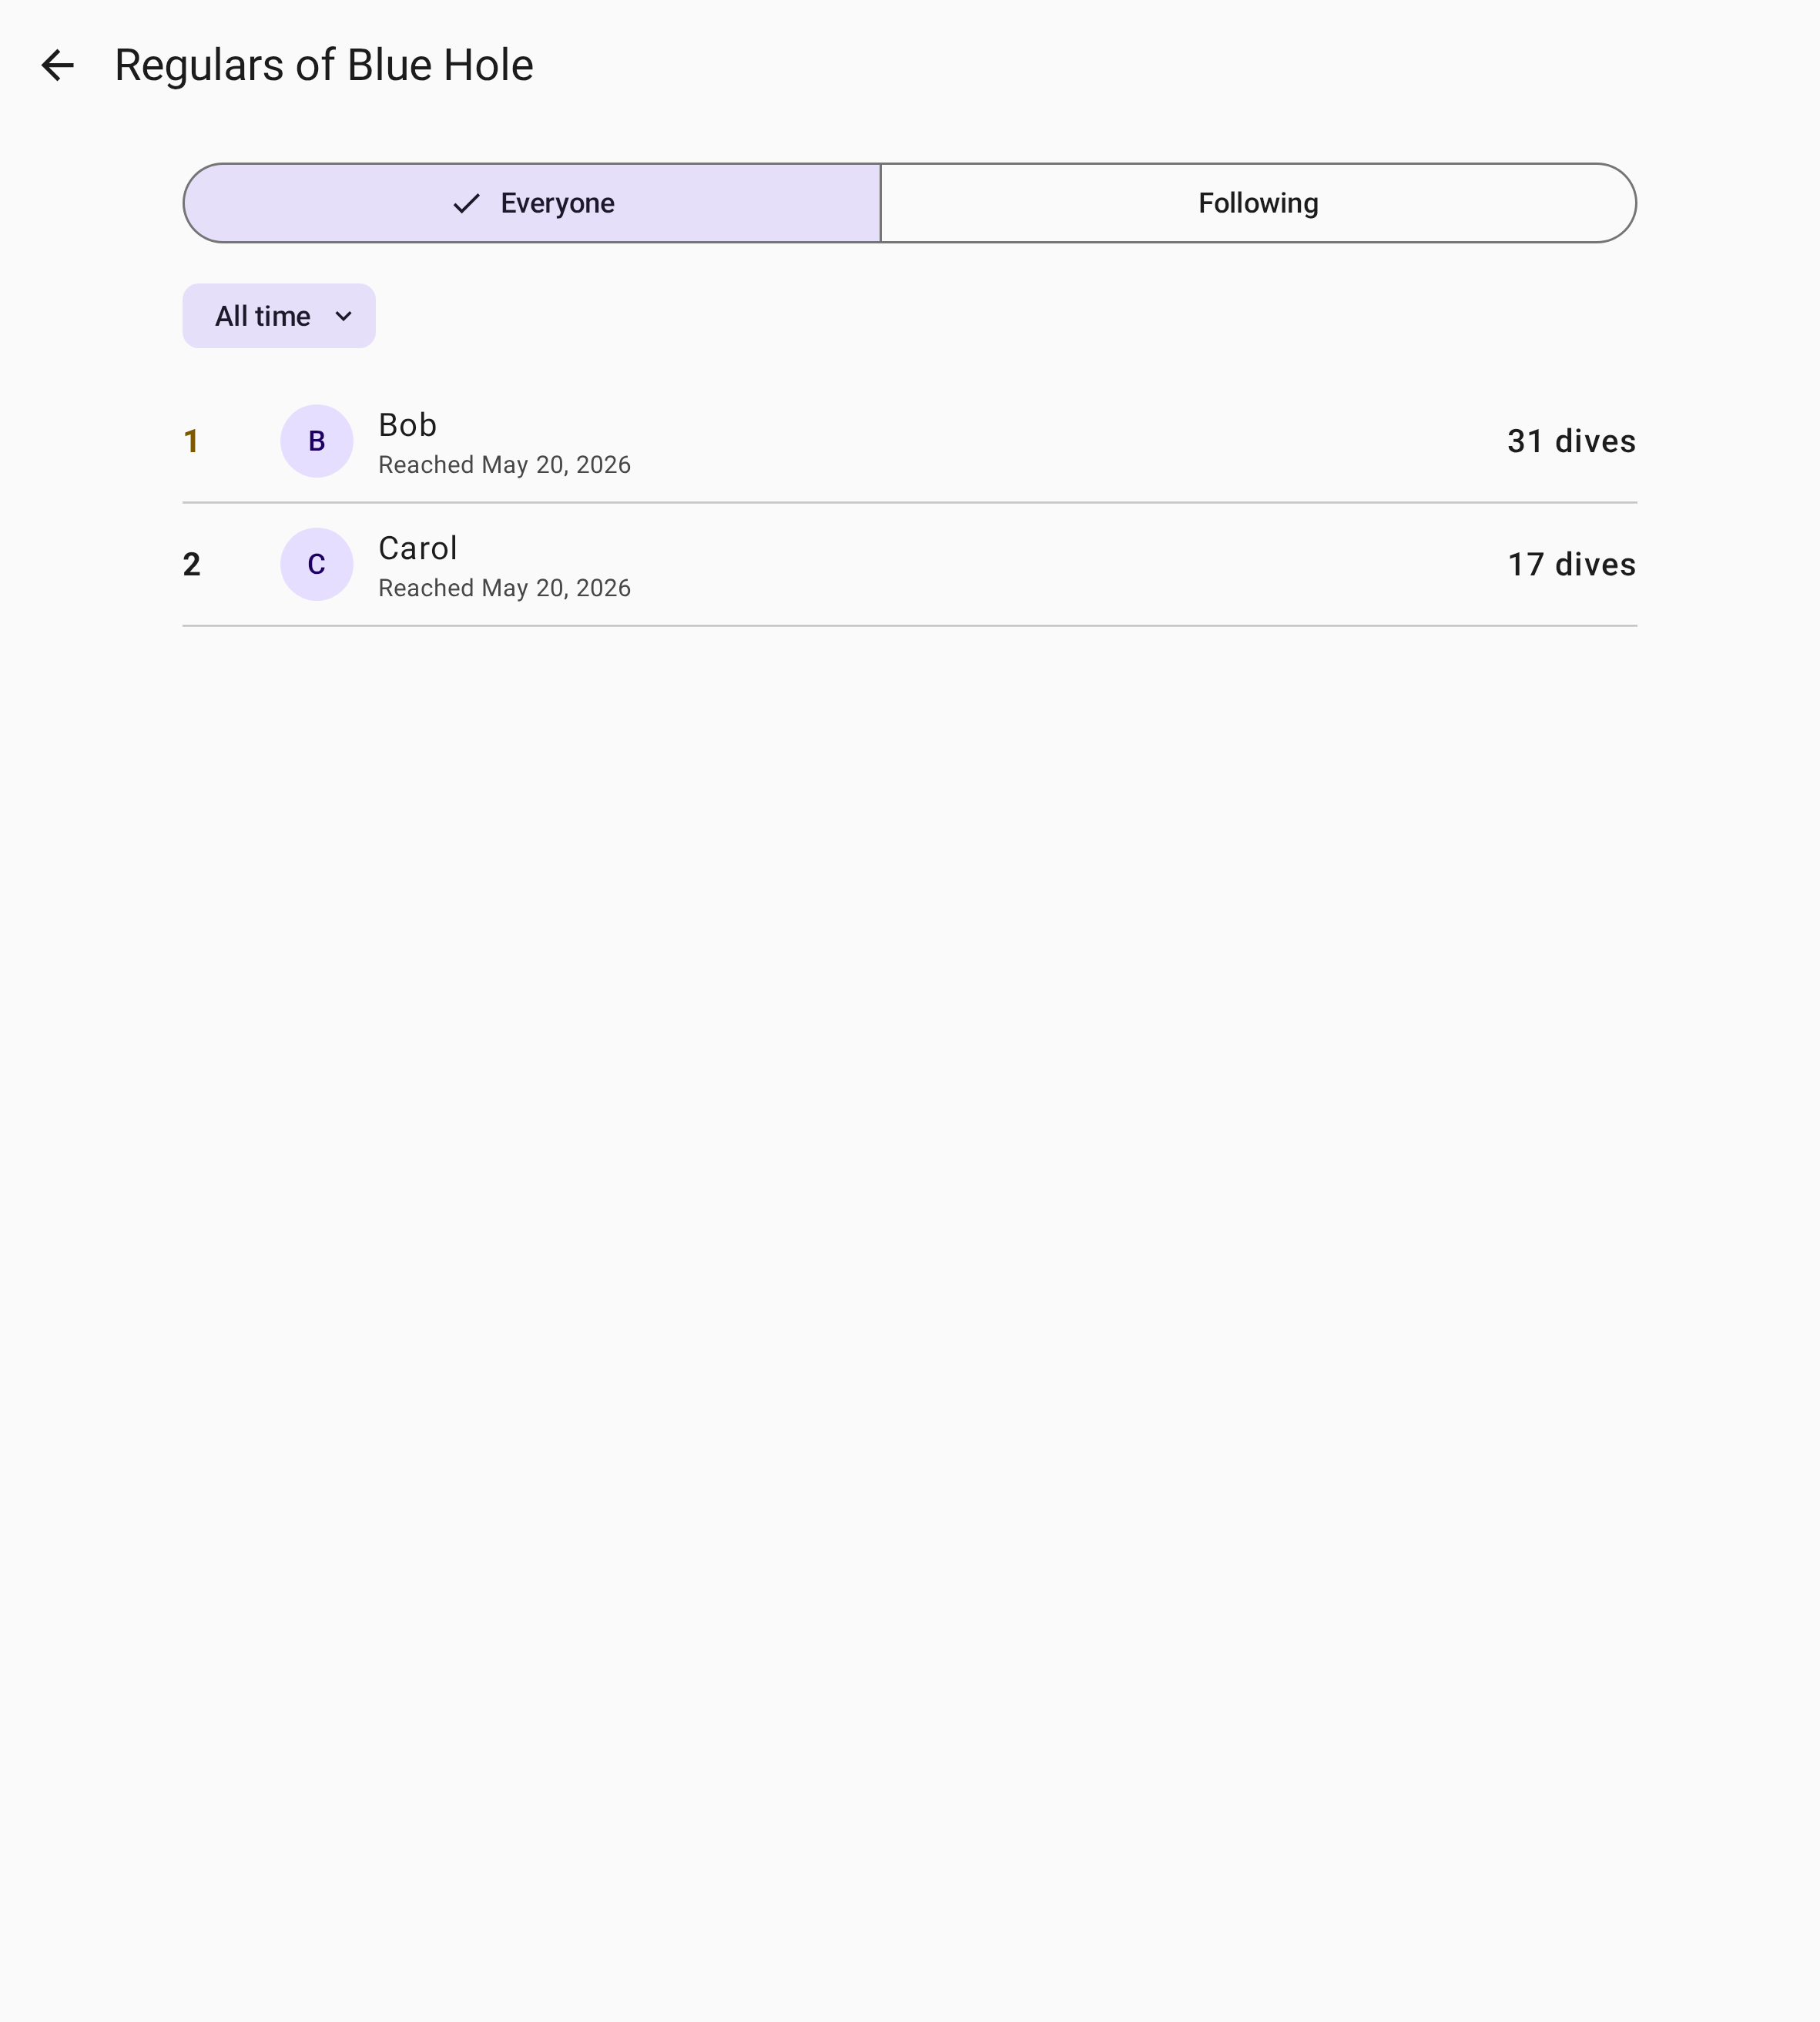 Regulars of Blue Hole
Everyone
Following
All time
1
B
Bob
Reached May 20, 2026
31 dives
2
C
Carol
Reached May 20, 2026
17 dives